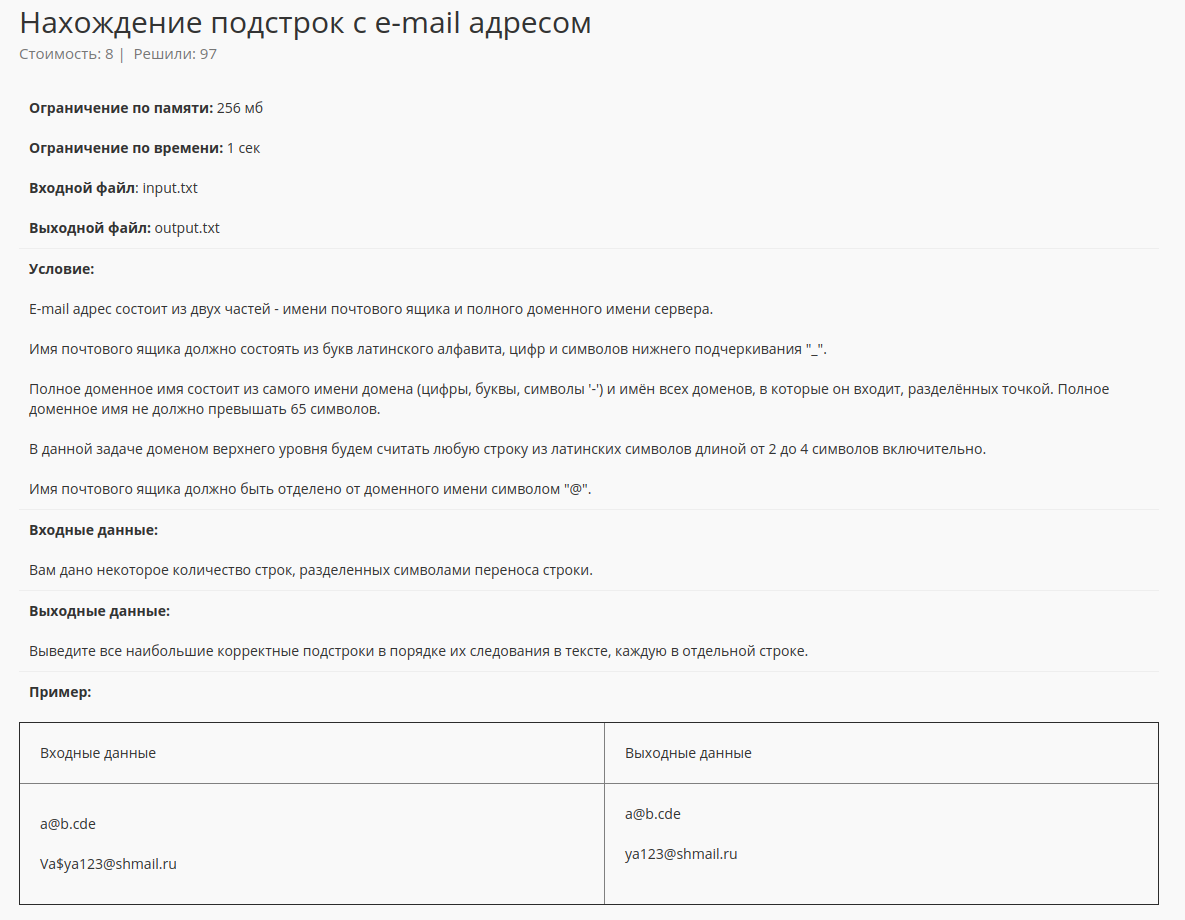 Нахождение подстрок с e-mail адресом
Стоимость: 8 | Решили: 97
Ограничение по памяти: 256 мб
Ограничение по времени: 1 сек
Входной файл: input.txt
Выходной файл: output.txt
Условие:
E-mail адрес состоит из двух частей - имени почтового ящика и полного доменного имени сервера.
Имя почтового ящика должно состоять из букв латинского алфавита, цифр и символов нижнего подчеркивания "_".
Полное доменное имя состоит из самого имени домена (цифры, буквы, символы '-') и имён всех доменов, в которые он входит, разделённых точкой. Полное
доменное имя не должно превышать 65 символов.
В данной задаче доменом верхнего уровня будем считать любую строку из латинских символов длиной от 2 до 4 символов включительно.
Имя почтового ящика должно быть отделено от доменного имени символом "@".
Входные данные:
Вам дано некоторое количество строк, разделенных символами переноса строки.
Выходные данные:
Выведите все наибольшие корректные подстроки в порядке их следования в тексте, каждую в отдельной строке.
Пример:
Входные данные
Выходные данные
a@b.cde
Va$ya123@shmail.ru
a@b.cde
ya123@shmail.ru